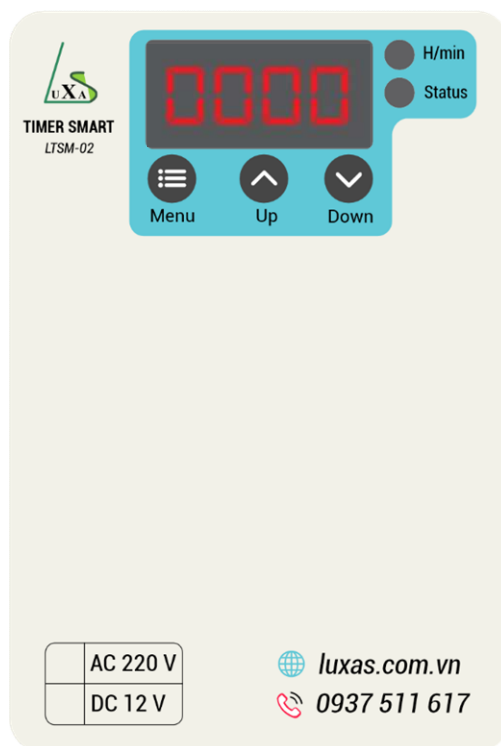 LUXAS
TIMER SMART
LTSM-02
0000
H/min
Status
Menu
Up
Down
AC 220 V
DC 12 V
luxas.com.vn
0937 511 617